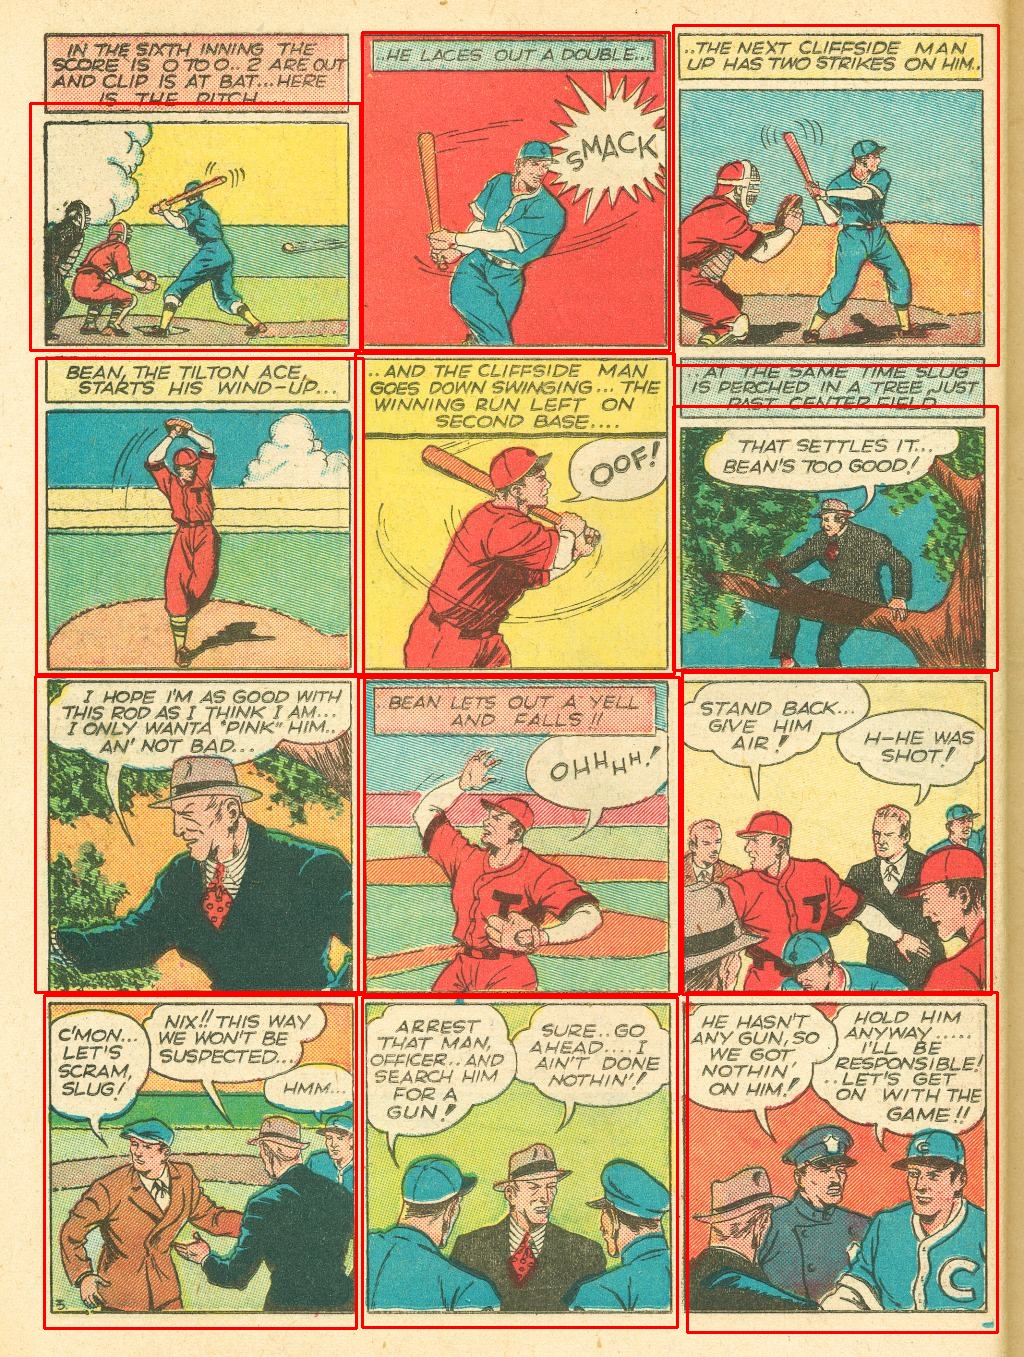 IN THE SIXTH INNING THE
SCORE IS 0 TO 0.. 2 ARE OUT
AND CLIP IS AT BAT...HERE
IS THE PITCH....
..HE LACES OUT A DOUBLE...
SMACK
..THE NEXT CLIFFSIDE MAN
UP HAS TWO STRIKES ON HIM.
BEAN, THE TILTON ACE,
STARTS HIS WIND-UP...
T
..AND THE CLIFFSIDE MAN
GOES DOWN SWINGING... THE
WINNING RUN LEFT ON
SECOND BASE....
OOF!
AT THE SAME TIME SLUG
IS PERCHED IN A TREE JUST
PAST CENTER FIELD
THAT SETTLES IT...
BEAN'S TOO GOOD!
I HOPE I'M AS GOOD WITH
THIS ROD AS I THINK I AM...
I ONLY WANTA "PINK" HIM..
AN' NOT BAD...
BEAN LETS OUT A YELL
AND FALLS!!
OHHHH!
T
STAND BACK...
GIVE HIM
AIR!
H-HE WAS
SHOT!
T
C'MON...
LET'S
SCRAM,
SLUG!
NIX!! THIS WAY
WE WON'T BE
SUSPECTED...
HMM...
3
ARREST
THAT MAN,
OFFICER..AND
SEARCH HIM
FOR A
GUN!
SURE..GO
AHEAD....I
AIN'T DONE
NOTHIN'!
HE HASN'T
ANY GUN, SO
WE GOT
NOTHIN'
ON HIM!
HOLD HIM
ANYWAY.....
I'LL BE
RESPONSIBLE!
..LET'S GET
ON WITH THE
GAME!!
C
C